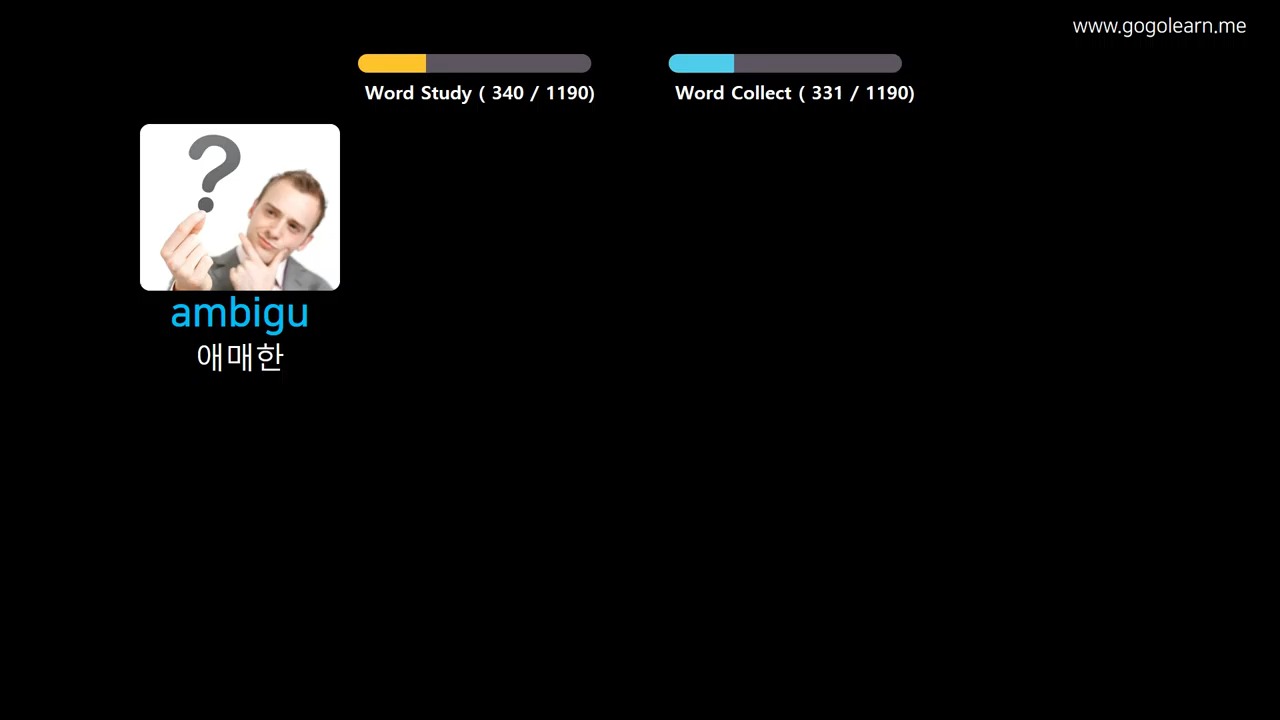 www.gogolearn.me
Word Study ( 340 / 1190)
Word Collect ( 331 / 1190)
?
ambigu
애매한